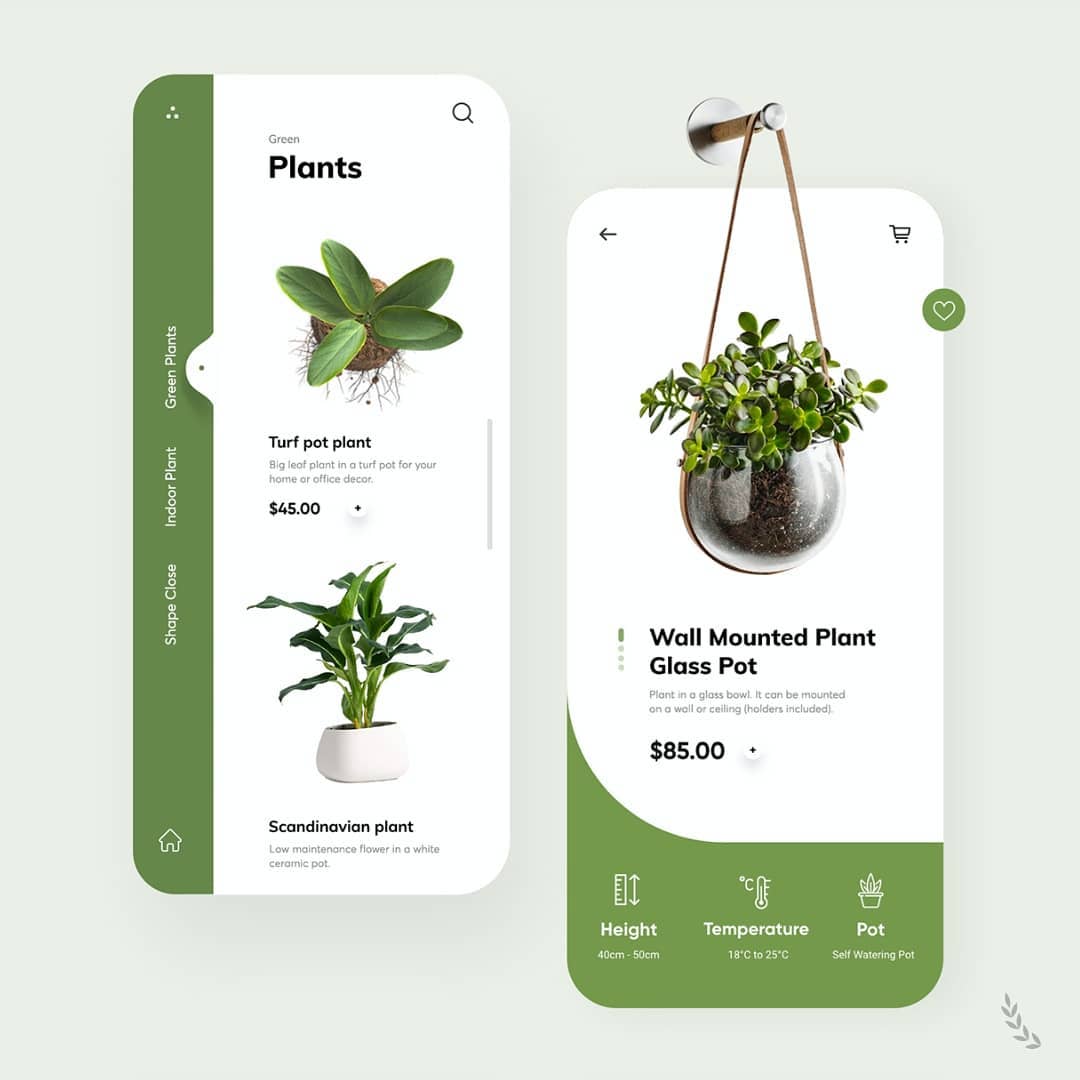 Green
Plants
Green Plants
Indoor Plant
Shape Close
Turf pot plant
Big leaf plant in a turf pot for your
home or office decor.
$45.00 +
Scandinavian plant
Low maintenance flower in a white
ceramic pot.
Wall Mounted Plant
Glass Pot
Plant in a glass bowl. It can be mounted
on a wall or ceiling (holders included).
$85.00 +
°C
Height
40cm - 50cm
Temperature
18°C to 25°C
Pot
Self Watering Pot